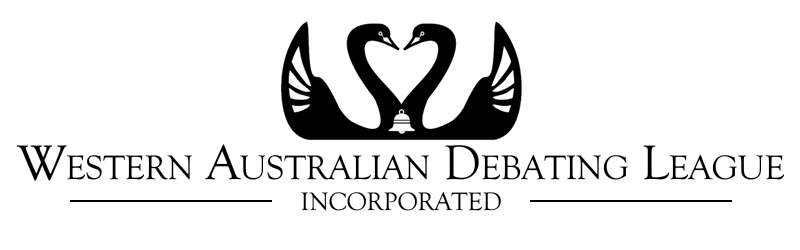 WESTERN AUSTRALIAN DEBATING LEAGUE
INCORPORATED